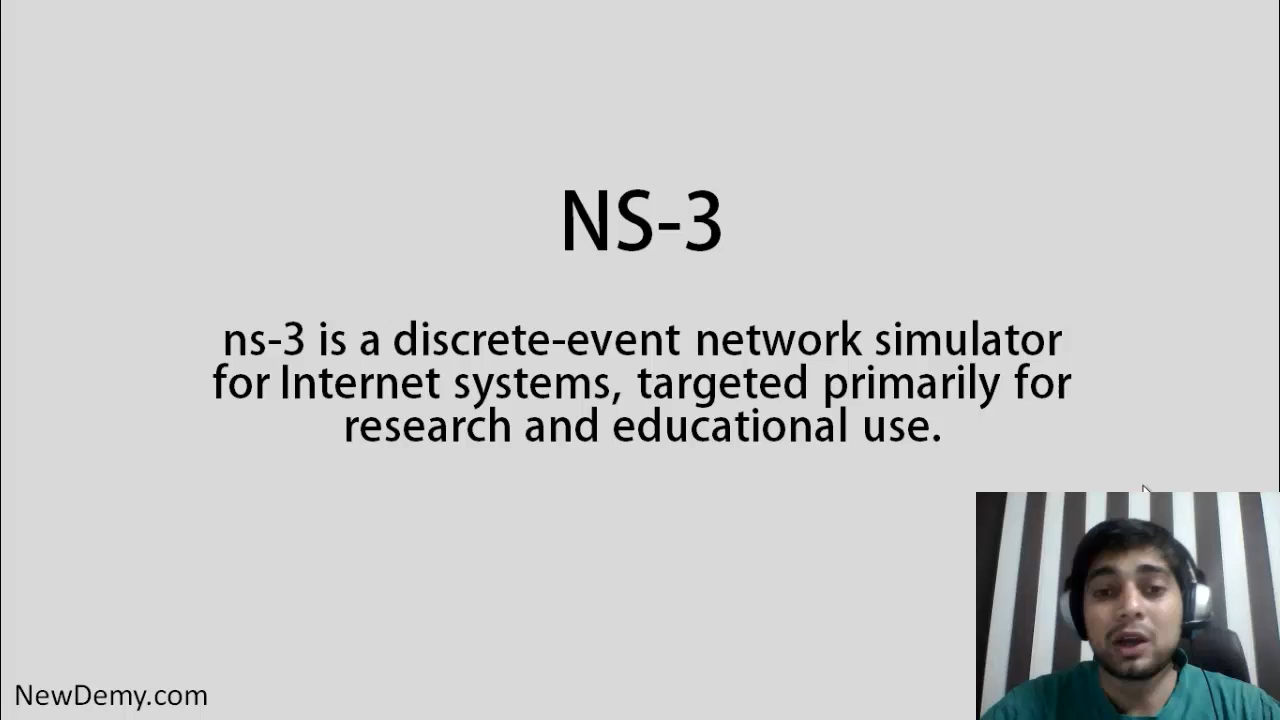 NS-3
ns-3 is a discrete-event network simulator
for Internet systems, targeted primarily for
research and educational use.
NewDemy.com